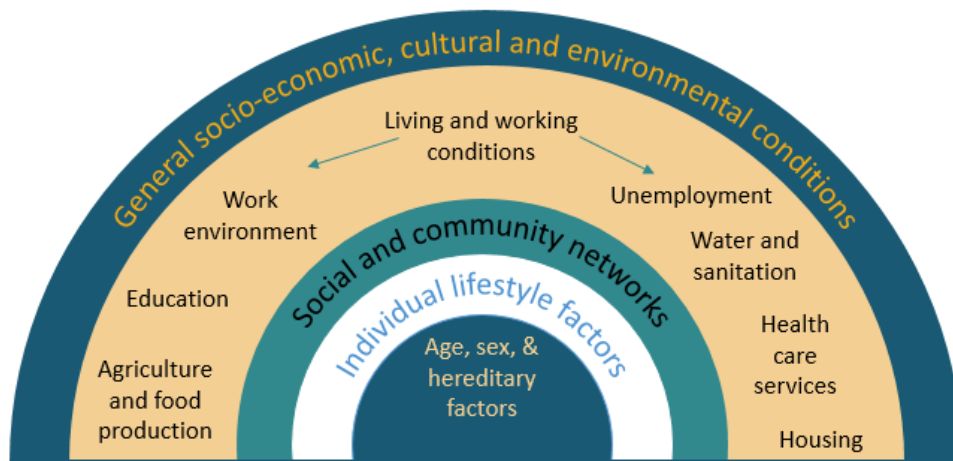 General socio-economic, cultural and environmental conditions
Living and working
conditions
Work
environment
Unemployment
Education
Water and
sanitation
Agriculture
and food
production
Health
care
services
Housing
Social and community networks
Individual lifestyle factors
Age, sex, &
hereditary
factors